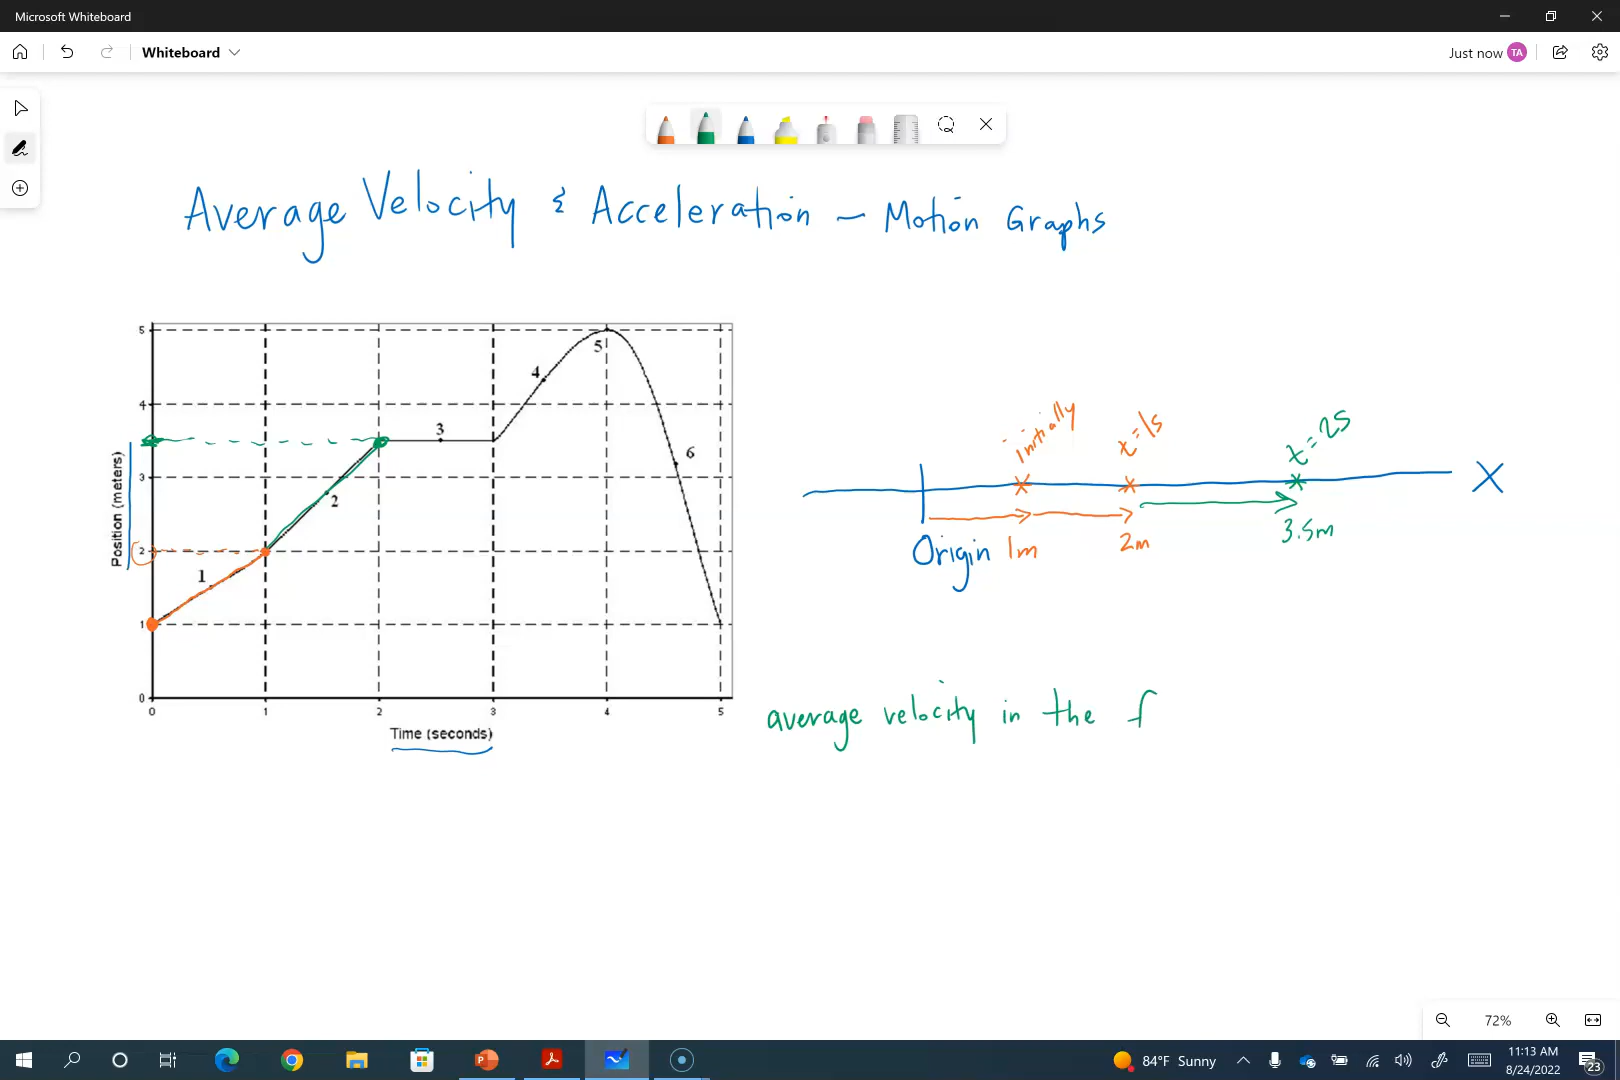 Microsoft Whiteboard
Whiteboard
Just now TA
Average Velocity & Acceleration - Motion Graphs
5
4
3
2
1
0
Position (meters)
0 1 2 3 4 5
Time (seconds)
1
2
3
4
5
6
initially
t=1s
t=2s
X
Origin 1m
2m
3.5m
average velocity in the f
72%
84°F Sunny
11:13 AM
8/24/2022
23